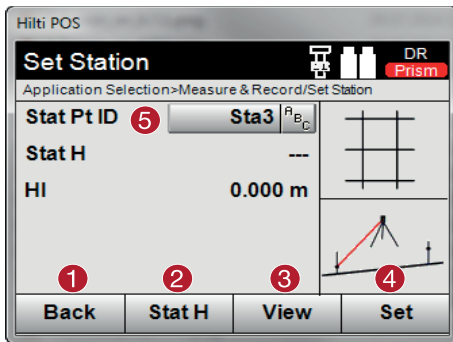 Hilti POS
Set Station
DR
Prism
Application Selection>Measure & Record/Set Station
Stat Pt ID 5 Sta3 ABC
Stat H ---
HI 0.000 m
1 2 3 4
Back Stat H View Set